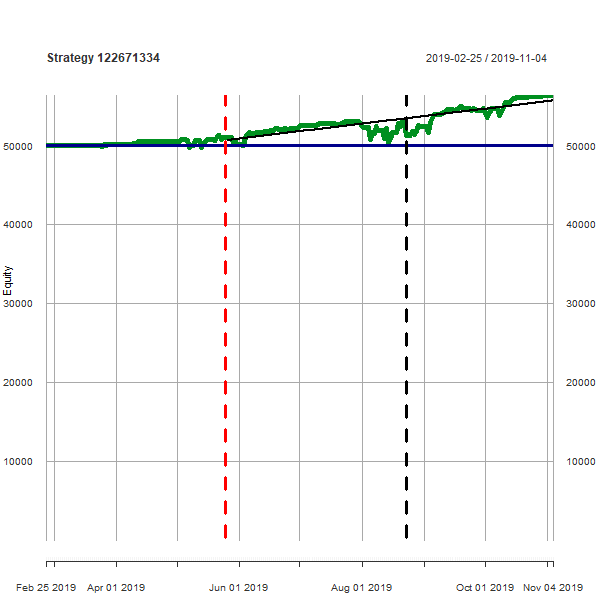 Strategy 122671334
2019-02-25 / 2019-11-04
50000
50000
40000
40000
Equity
30000
30000
20000
20000
10000
10000
Feb 25 2019
Apr 01 2019
Jun 01 2019
Aug 01 2019
Oct 01 2019
Nov 04 2019